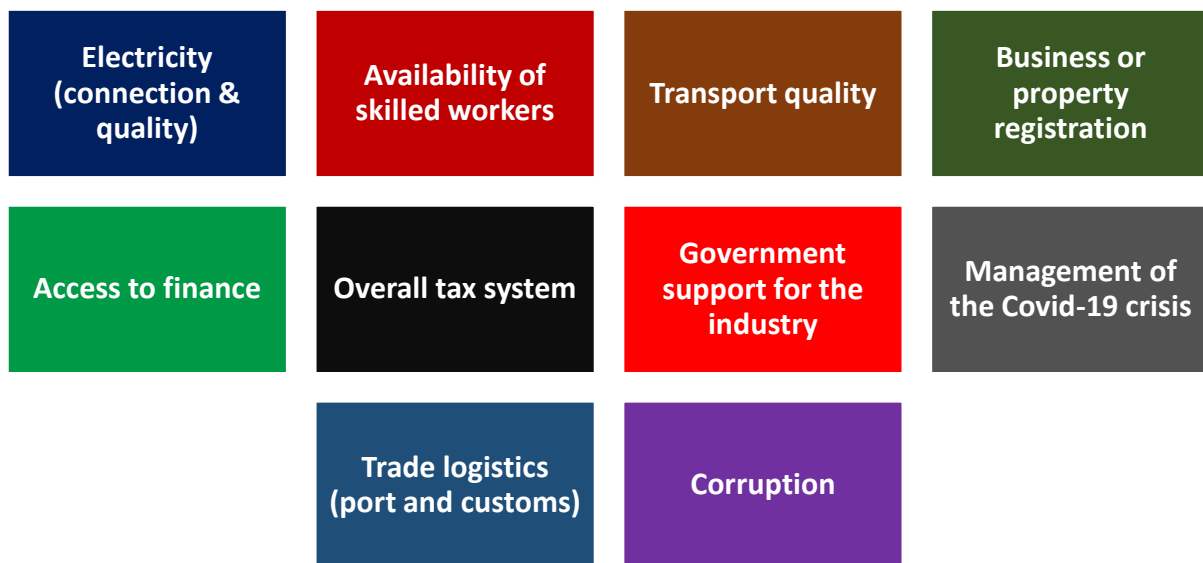 Electricity
(connection &
quality)
Availability of
skilled workers
Transport quality
Business or
property
registration
Access to finance
Overall tax system
Government
support for the
industry
Management of
the Covid-19 crisis
Trade logistics
(port and customs)
Corruption